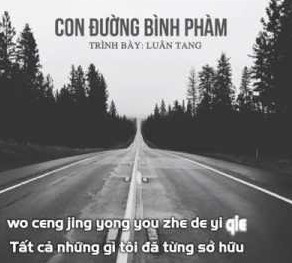 CON ĐƯỜNG BÌNH PHÀM
TRÌNH BÀY: LUÂN TANG
wo ceng jing yong you zhe de yi qie
Tất cả những gì tôi đã từng sở hữu